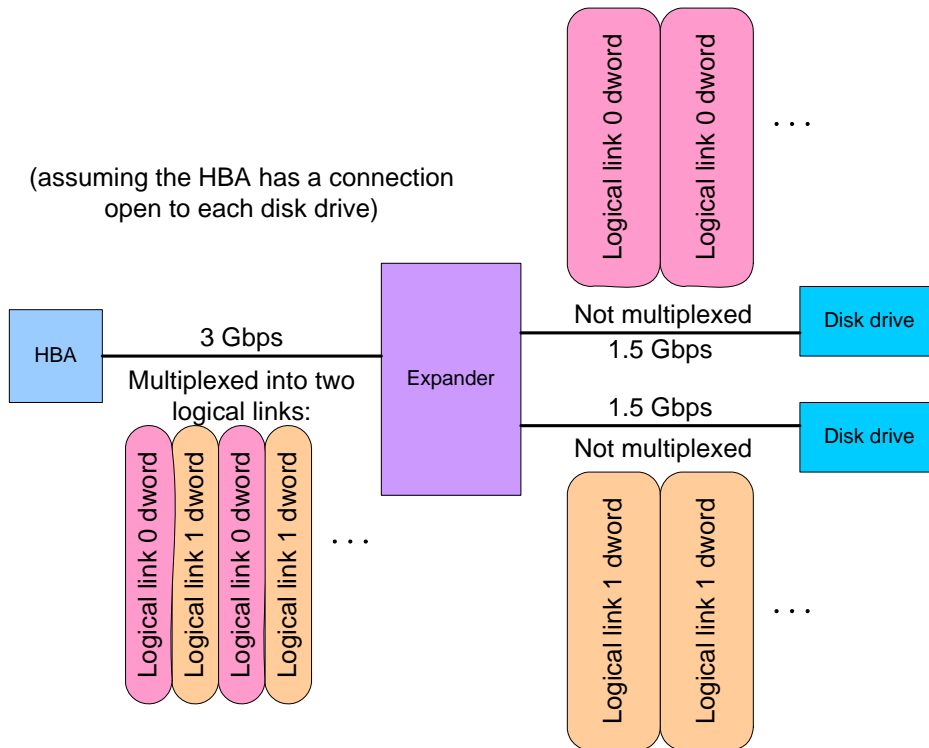 (assuming the HBA has a connection
open to each disk drive)
HBA
3 Gbps
Multiplexed into two
logical links:
Logical link 0 dword
Logical link 1 dword
Logical link 0 dword
Logical link 1 dword
. . .
Expander
Logical link 0 dword
Logical link 0 dword
. . .
Not multiplexed
1.5 Gbps
Disk drive
1.5 Gbps
Not multiplexed
Disk drive
Logical link 1 dword
Logical link 1 dword
. . .